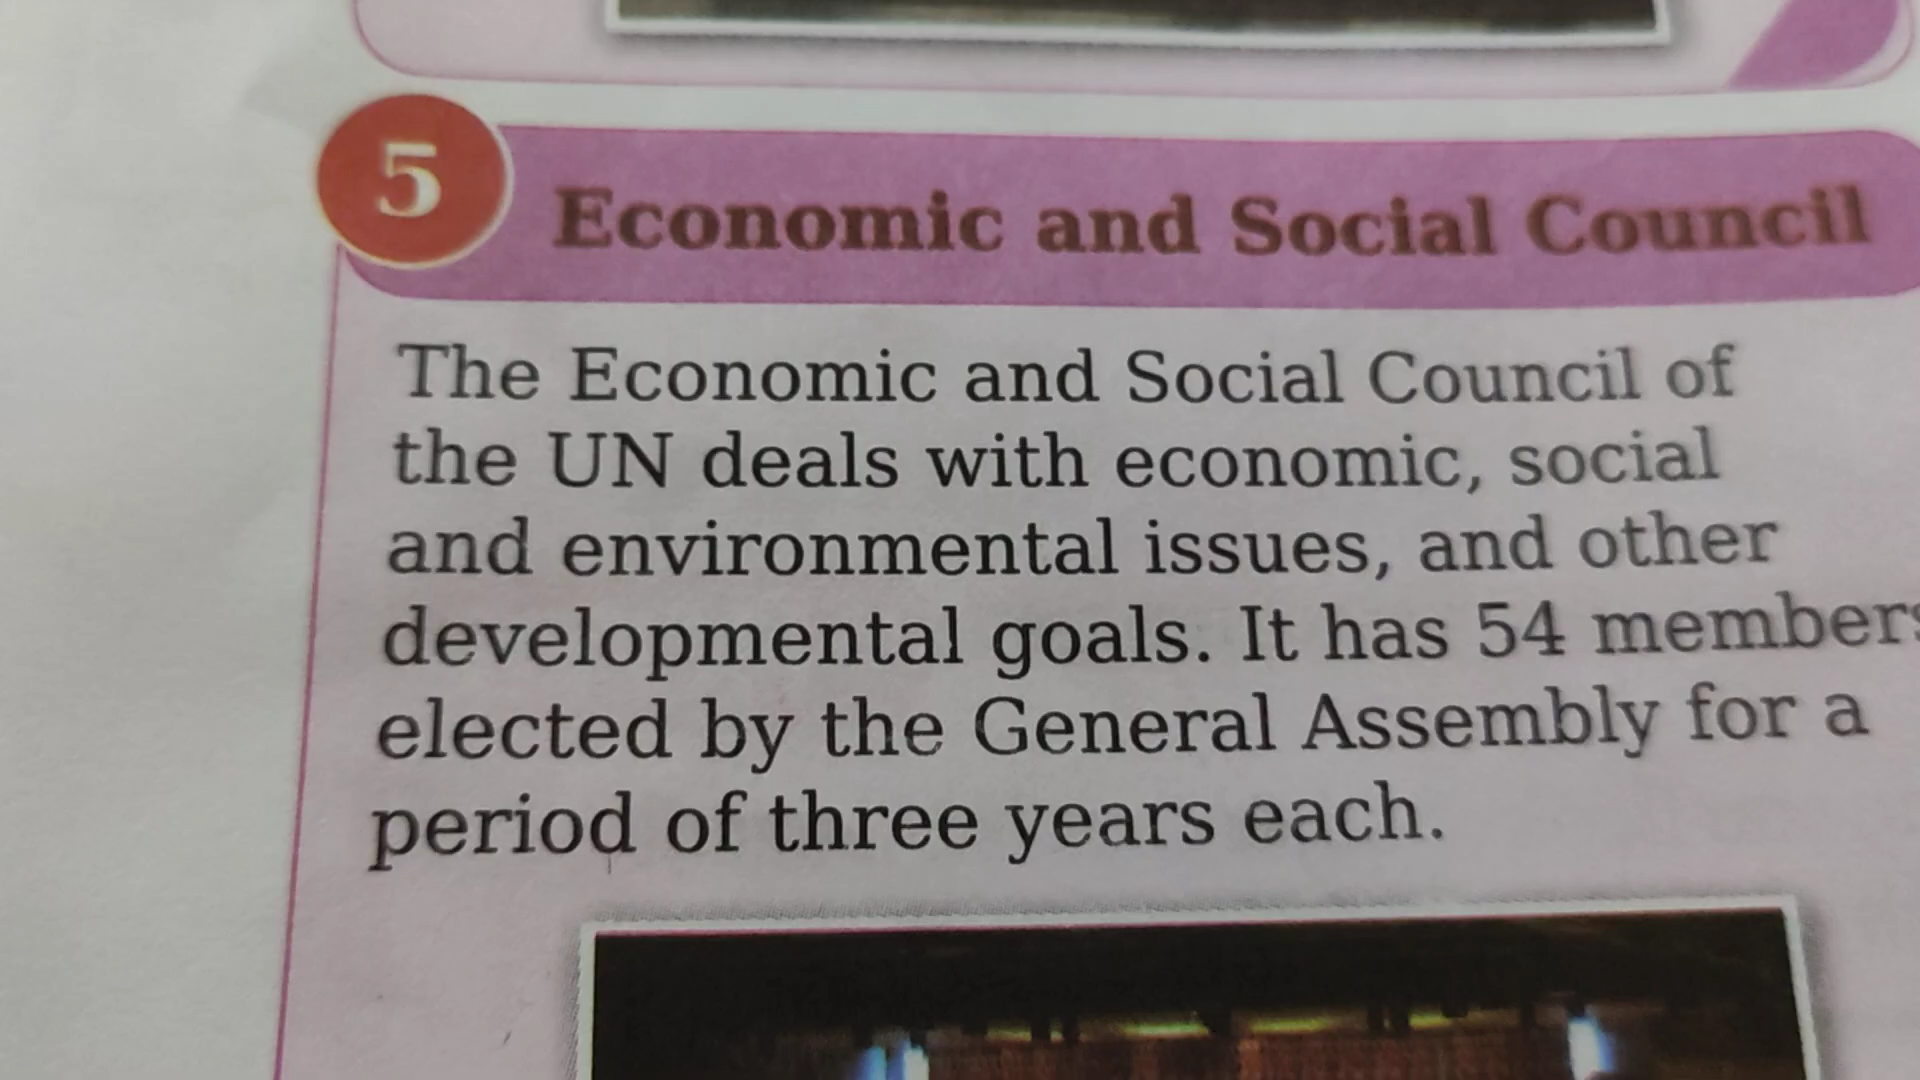 5
Economic and Social Council
The Economic and Social Council of
the UN deals with economic, social
and environmental issues, and other
developmental goals. It has 54 members
elected by the General Assembly for a
period of three years each.